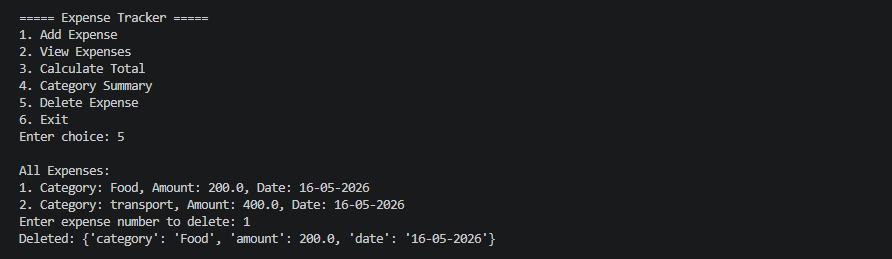 ===== Expense Tracker =====
1. Add Expense
2. View Expenses
3. Calculate Total
4. Category Summary
5. Delete Expense
6. Exit
Enter choice: 5
All Expenses:
1. Category: Food, Amount: 200.0, Date: 16-05-2026
2. Category: transport, Amount: 400.0, Date: 16-05-2026
Enter expense number to delete: 1
Deleted: {'category': 'Food', 'amount': 200.0, 'date': '16-05-2026'}